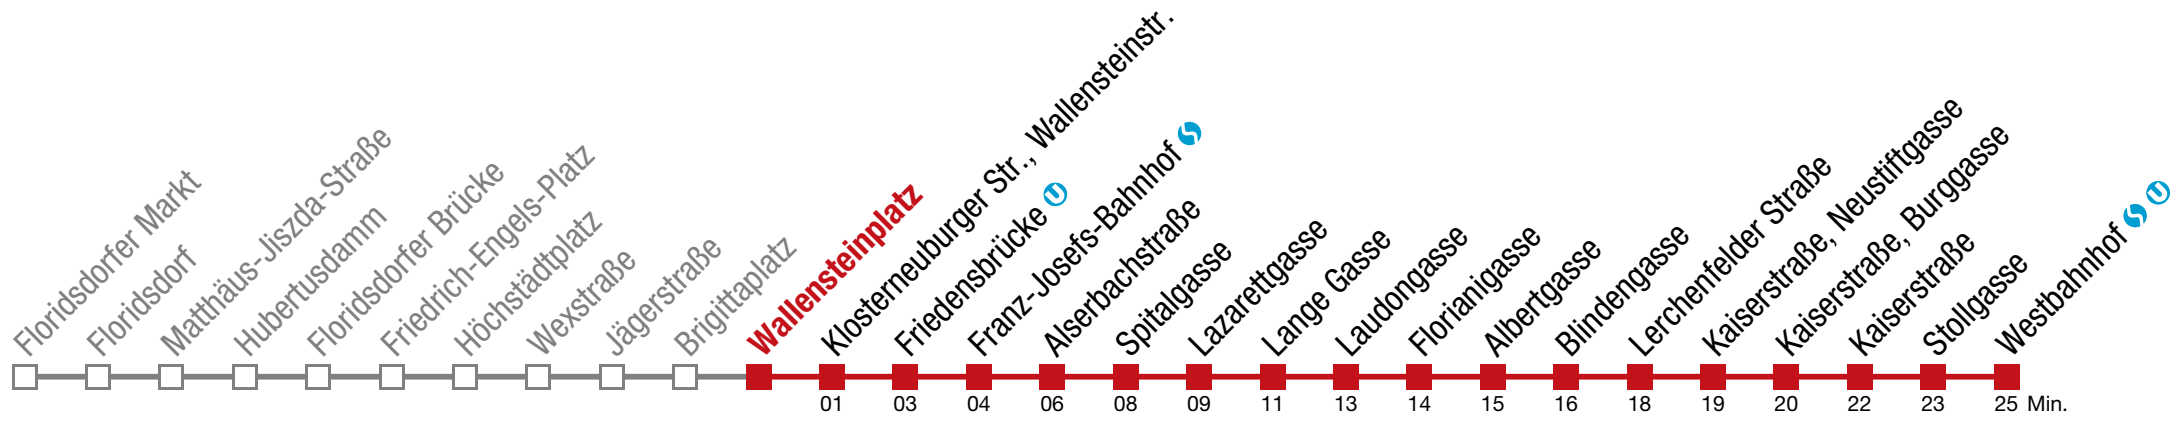 Floridsdorfer Markt
Floridsdorf
Matthäus-Jiszda-Straße
Hubertusdamm
Floridsdorfer Brücke
Friedrich-Engels-Platz
Höchstädtplatz
Wexstraße
Jägerstraße
Brigittaplatz
Wallensteinplatz
Klosterneuburger Str., Wallensteinstr.
Friedensbrücke U
Franz-Josefs-Bahnhof S
Alserbachstraße
Spitalgasse
Lazarettgasse
Lange Gasse
Laudongasse
Florianigasse
Albertgasse
Blindengasse
Lerchenfelder Straße
Kaiserstraße, Neustiftgasse
Kaiserstraße, Burggasse
Kaiserstraße
Stollgasse
Westbahnhof S U
01 03 04 06 08 09 11 13 14 15 16 18 19 20 22 23 25 Min.